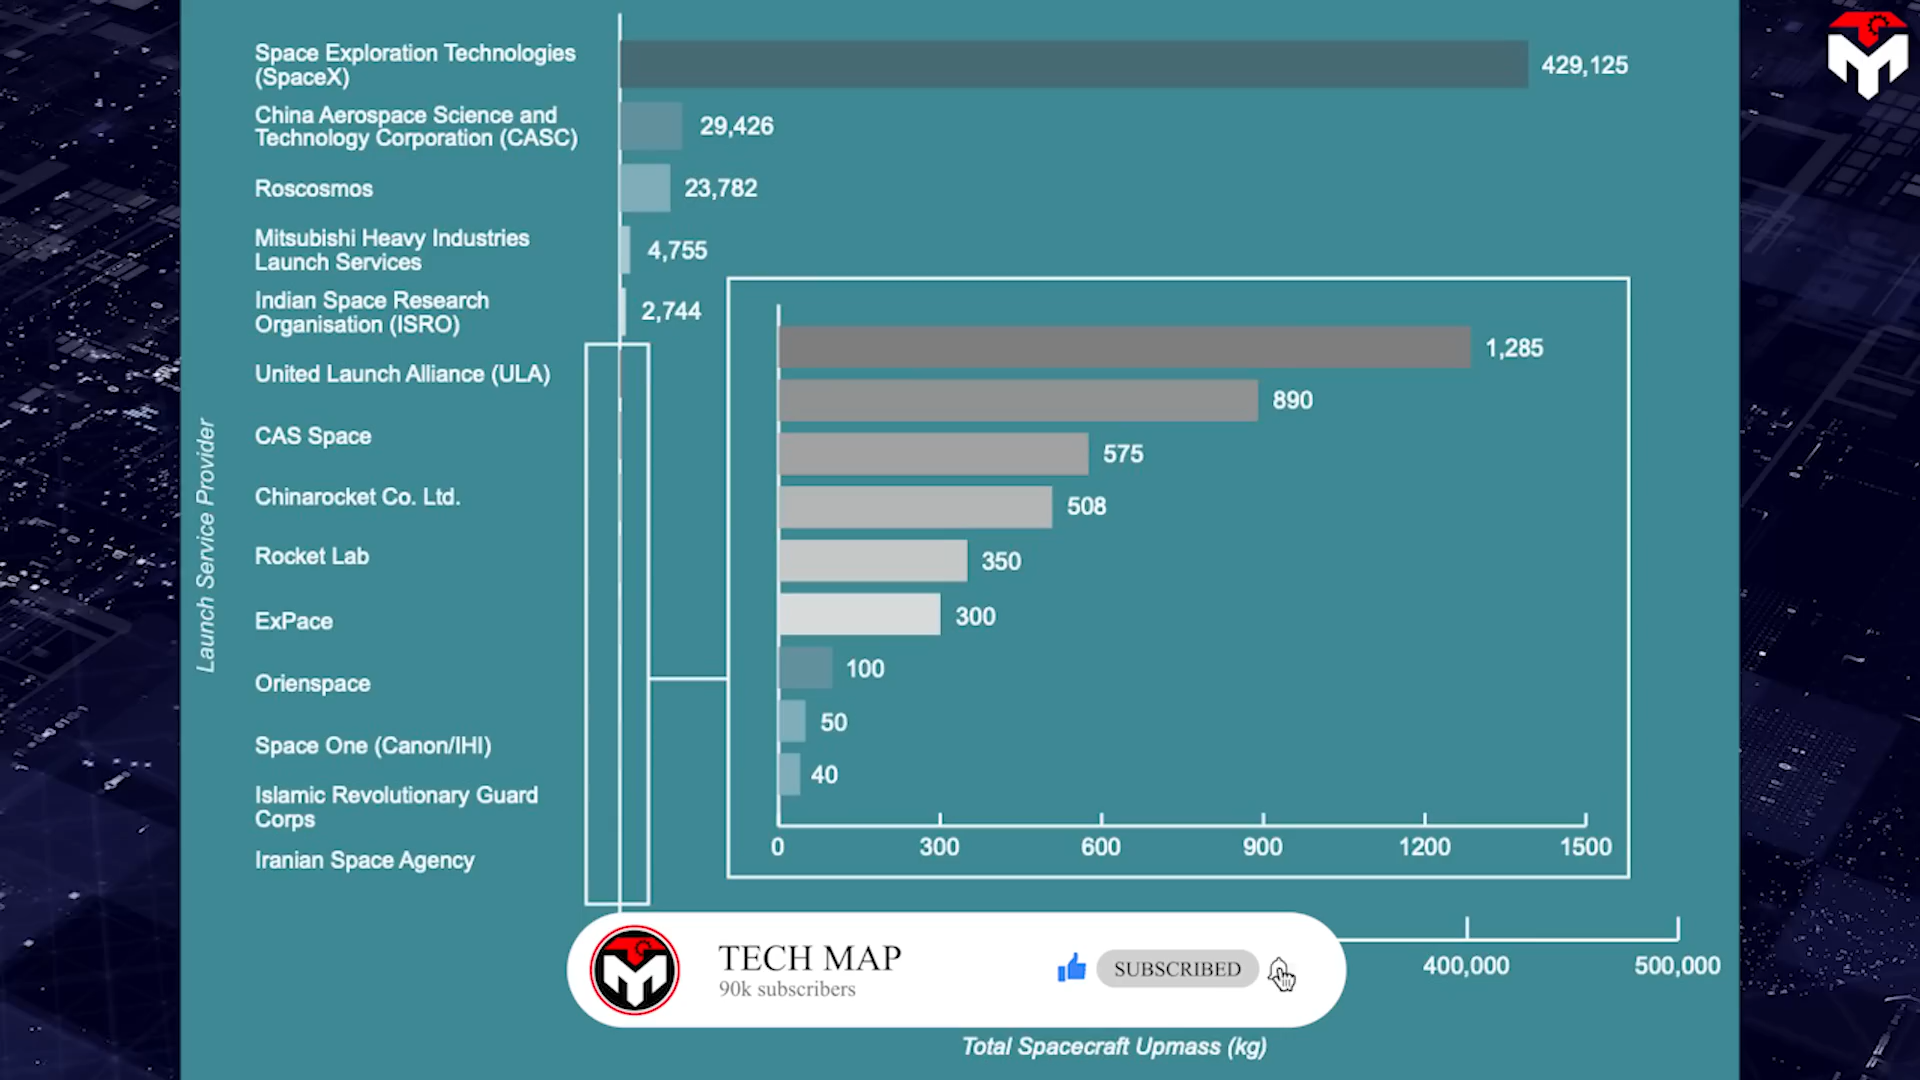 Space Exploration Technologies
(SpaceX)
429,125
China Aerospace Science and
Technology Corporation (CASC)
29,426
Roscosmos
23,782
Mitsubishi Heavy Industries
Launch Services
4,755
Indian Space Research
Organisation (ISRO)
2,744
United Launch Alliance (ULA)
CAS Space
Chinarocket Co. Ltd.
Rocket Lab
ExPace
Orienspace
Space One (Canon/IHI)
Islamic Revolutionary Guard
Corps
Iranian Space Agency
Launch Service Provider
1,285
890
575
508
350
300
100
50
40
0 300 600 900 1200 1500
400,000 500,000
TECH MAP
90k subscribers
SUBSCRIBED
Total Spacecraft Upmass (kg)